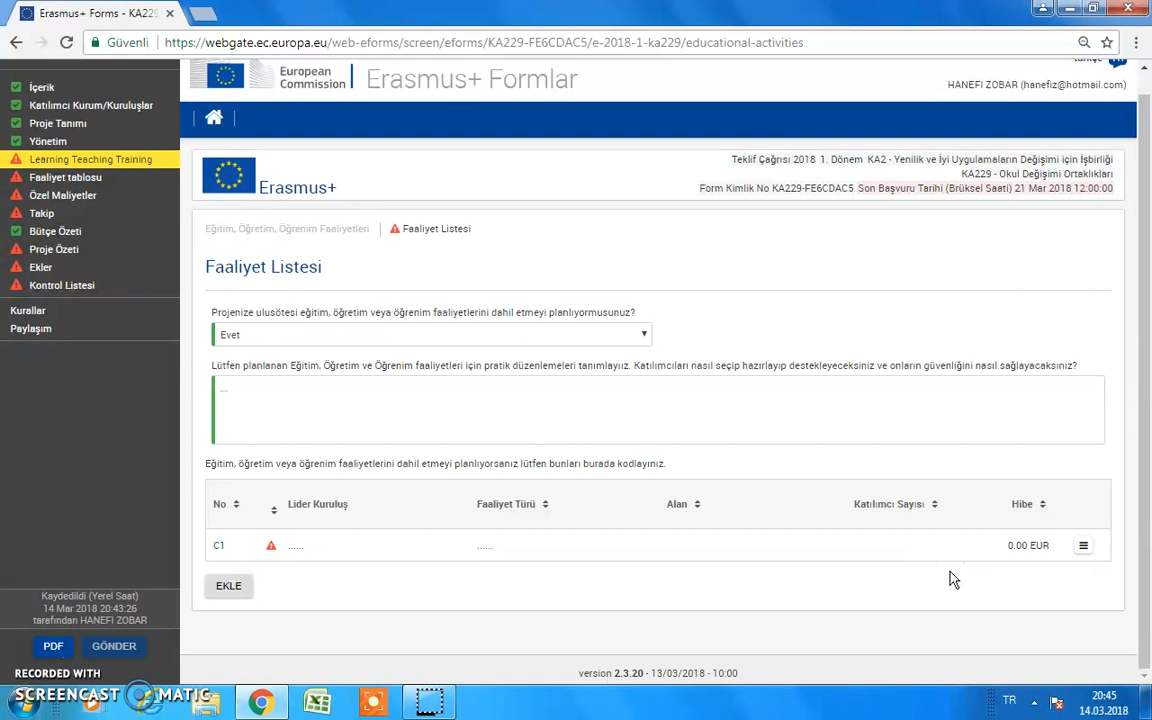 Erasmus+ Forms - KA229
Güvenli
https://webgate.ec.europa.eu/web-eforms/screen/eforms/KA229-FE6CDAC5/e-2018-1-ka229/educational-activities
İçerik
Katılımcı Kurum/Kuruluşlar
Proje Tanımı
Yönetim
Learning Teaching Training
Faaliyet tablosu
Özel Maliyetler
Takip
Bütçe Özeti
Proje Özeti
Ekler
Kontrol Listesi
Kurallar
Paylaşım
Kaydedildi (Yerel Saat)
14 Mar 2018 20:43:26
tarafından HANEFI ZOBAR
PDF
GÖNDER
European
Commission
Erasmus+ Formlar
HANEFI ZOBAR (hanefiz@hotmail.com)
Erasmus+
Teklif Çağrısı 2018 1. Dönem KA2 - Yenilik ve İyi Uygulamaların Değişimi için İşbirliği
KA229 - Okul Değişimi Ortaklıkları
Form Kimlik No KA229-FE6CDAC5 Son Başvuru Tarihi (Brüksel Saati) 21 Mar 2018 12:00:00
Eğitim, Öğretim, Öğrenim Faaliyetleri
Faaliyet Listesi
Faaliyet Listesi
Projenize ulusötesi eğitim, öğretim veya öğrenim faaliyetlerini dahil etmeyi planlıyormusunuz?
Evet
Lütfen planlanan Eğitim, Öğretim ve Öğrenim faaliyetleri için pratik düzenlemeleri tanımlayıız. Katılımcıları nasıl seçip hazırlayıp destekleyeceksiniz ve onların güvenliğini nasıl sağlayacaksınız?
...
Eğitim, öğretim veya öğrenim faaliyetlerini dahil etmeyi planlıyorsanız lütfen bunları burada kodlayınız.
No Lider Kuruluş Faaliyet Türü Alan Katılımcı Sayısı Hibe
C1 ...... ...... 0.00 EUR
EKLE
version 2.3.20 - 13/03/2018 - 10:00
RECORDED WITH
SCREENCAST MATIC
TR
20:45
14.03.2018